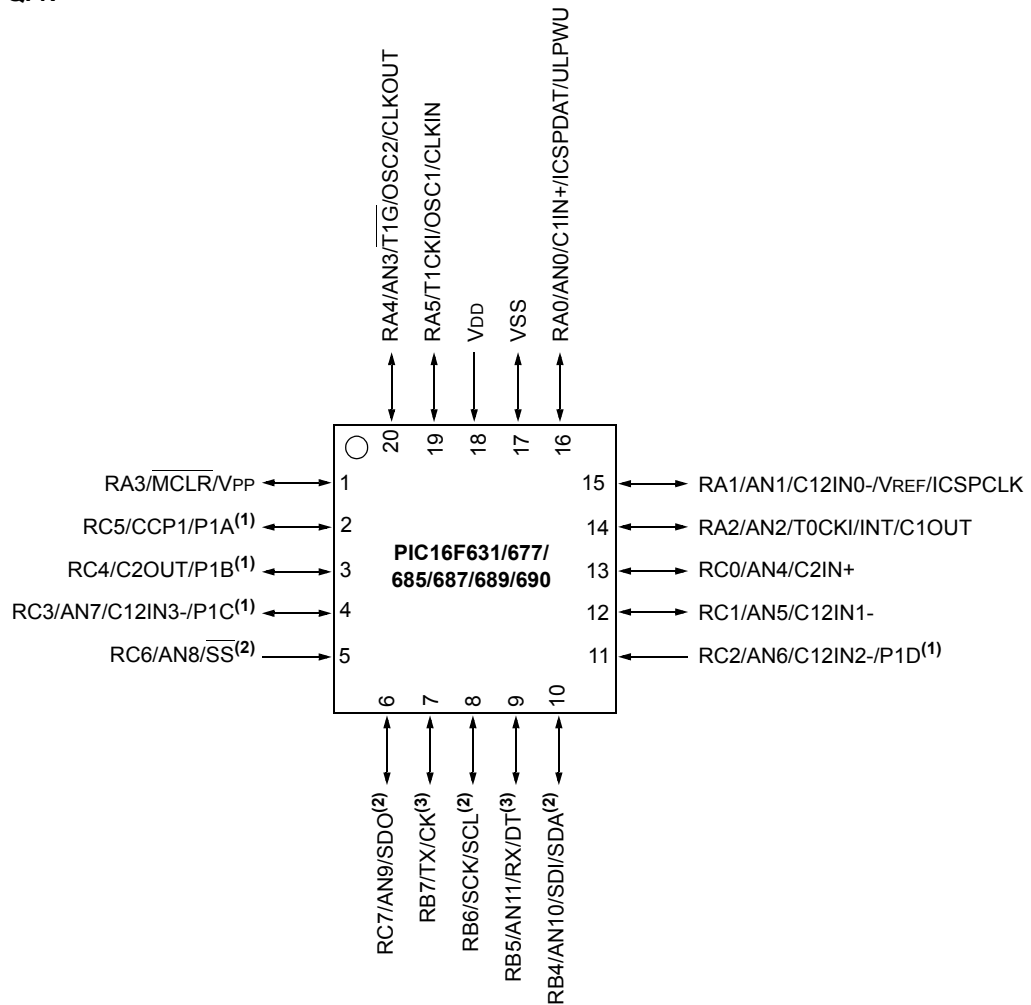 RA4/AN3/T1G/OSC2/CLKOUT
RA5/T1CKI/OSC1/CLKIN
VDD
VSS
RA0/AN0/C1IN+/ICSPDAT/ULPWU
20
19
18
17
16
RA3/MCLR/VPP
1
RC5/CCP1/P1A(1)
2
RC4/C2OUT/P1B(1)
3
RC3/AN7/C12IN3-/P1C(1)
4
RC6/AN8/SS(2)
5
PIC16F631/677/
685/687/689/690
15
RA1/AN1/C12IN0-/VREF/ICSPCLK
14
RA2/AN2/T0CKI/INT/C1OUT
13
RC0/AN4/C2IN+
12
RC1/AN5/C12IN1-
11
RC2/AN6/C12IN2-/P1D(1)
6
7
8
9
10
RC7/AN9/SDO(2)
RB7/TX/CK(3)
RB6/SCK/SCL(2)
RB5/AN11/RX/DT(3)
RB4/AN10/SDI/SDA(2)